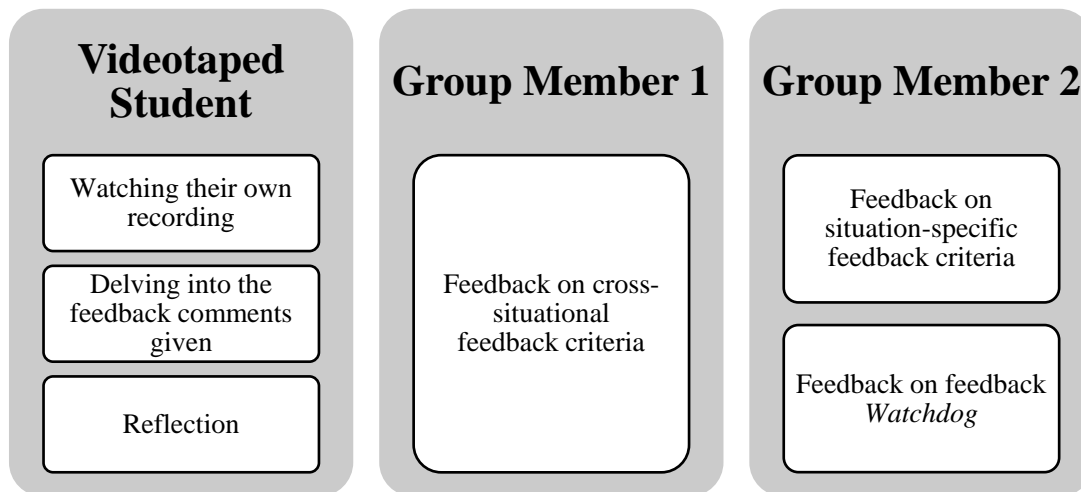 Videotaped
Student
Watching their own
recording
Delving into the
feedback comments
given
Reflection
Group Member 1
Feedback on cross-
situational
feedback criteria
Group Member 2
Feedback on
situation-specific
feedback criteria
Feedback on feedback
Watchdog